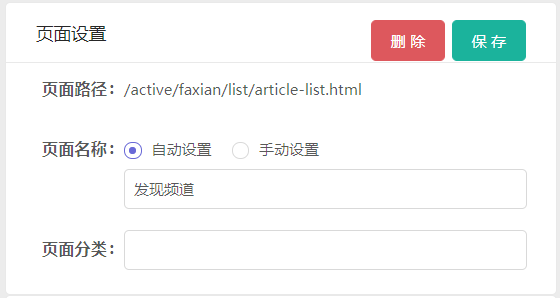 页面设置 删 除 保 存
页面路径：/active/faxian/list/article-list.html
页面名称： 自动设置 手动设置
发现频道
页面分类：